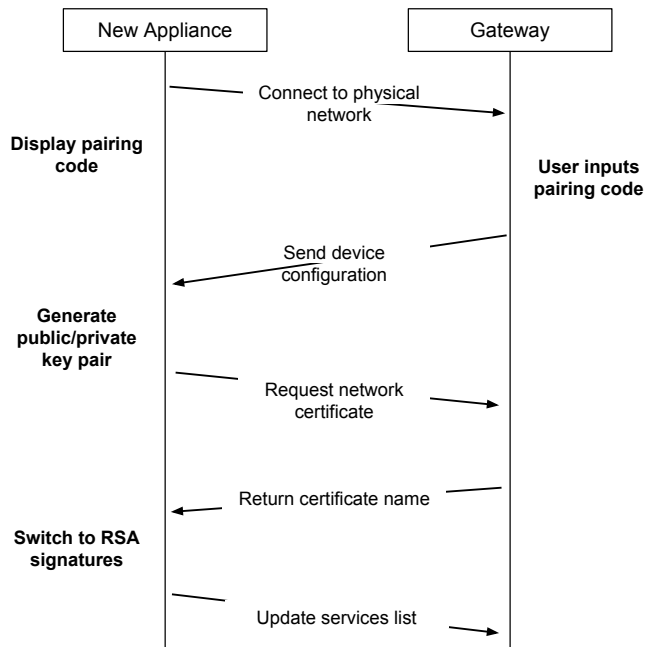 New Appliance
Gateway
Connect to physical
network
Display pairing
code
User inputs
pairing code
Send device
configuration
Generate
public/private
key pair
Request network
certificate
Return certificate name
Switch to RSA
signatures
Update services list